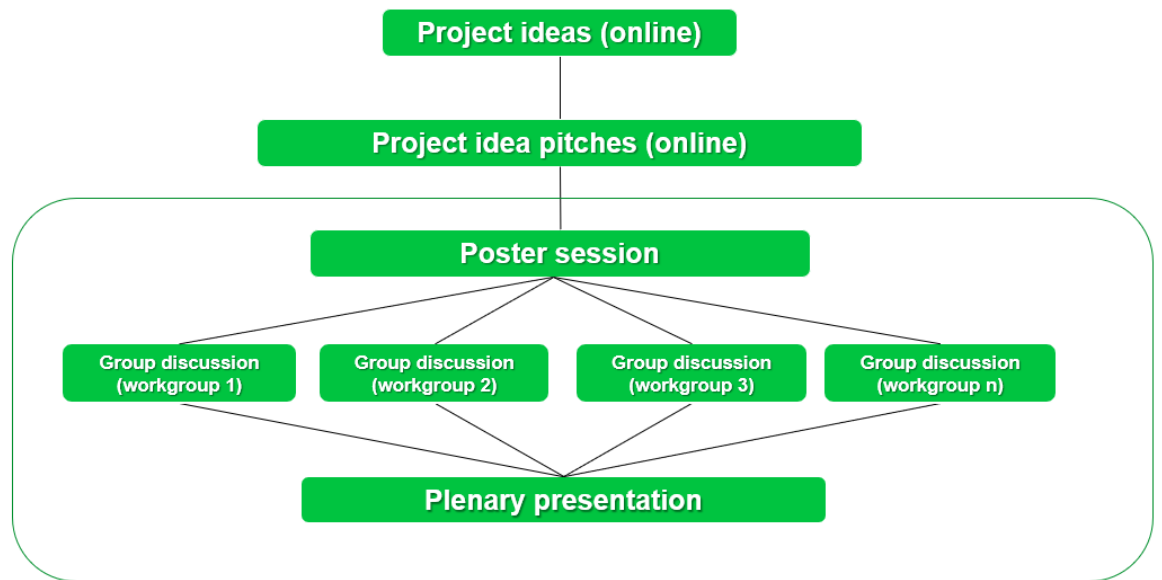 Project ideas (online)
Project idea pitches (online)
Poster session
Group discussion
(workgroup 1)
Group discussion
(workgroup 2)
Group discussion
(workgroup 3)
Group discussion
(workgroup n)
Plenary presentation